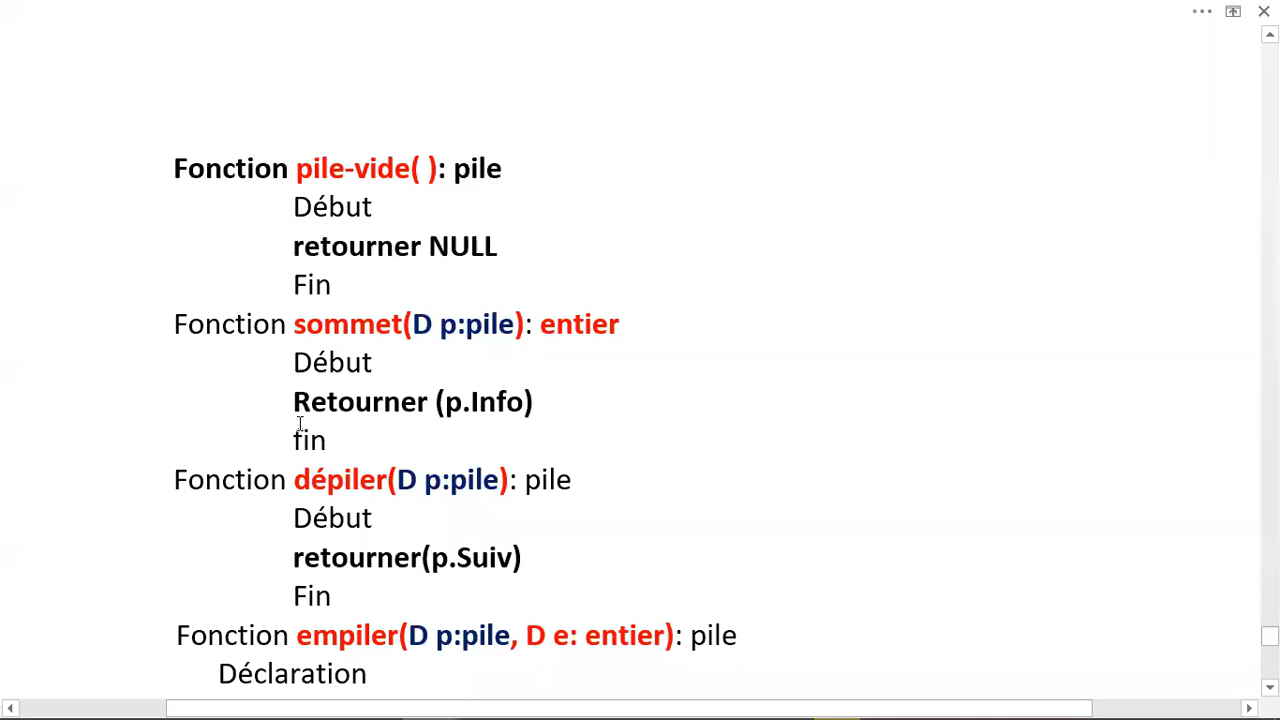 Fonction pile-vide( ): pile
Début
retourner NULL
Fin
Fonction sommet(D p:pile): entier
Début
Retourner (p.Info)
fin
Fonction dépiler(D p:pile): pile
Début
retourner(p.Suiv)
Fin
Fonction empiler(D p:pile, D e: entier): pile
Déclaration